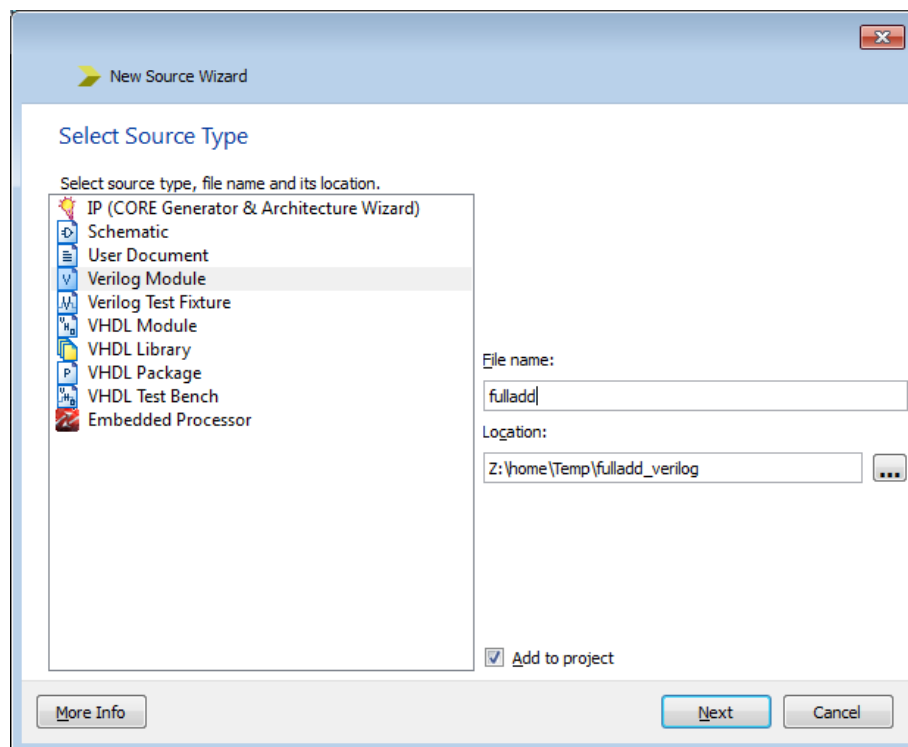 New Source Wizard
Select Source Type
Select source type, file name and its location.
IP (CORE Generator & Architecture Wizard)
Schematic
User Document
Verilog Module
Verilog Test Fixture
VHDL Module
VHDL Library
VHDL Package
VHDL Test Bench
Embedded Processor
File name:
fulladd
Location:
Z:\home\Temp\fulladd_verilog
...
Add to project
More Info
Next
Cancel